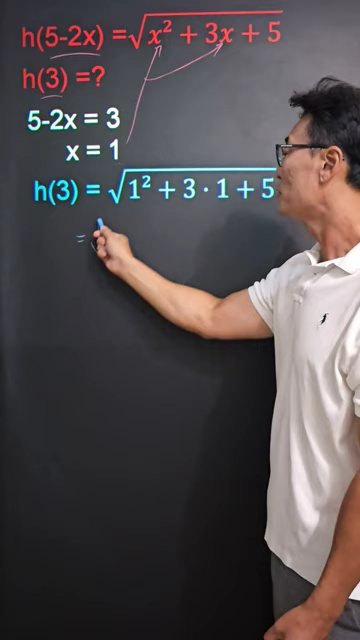 h(5-2x) = √(x² + 3x + 5)
h(3) = ?
5-2x = 3
x = 1
h(3) = √(1² + 3 · 1 + 5)
=